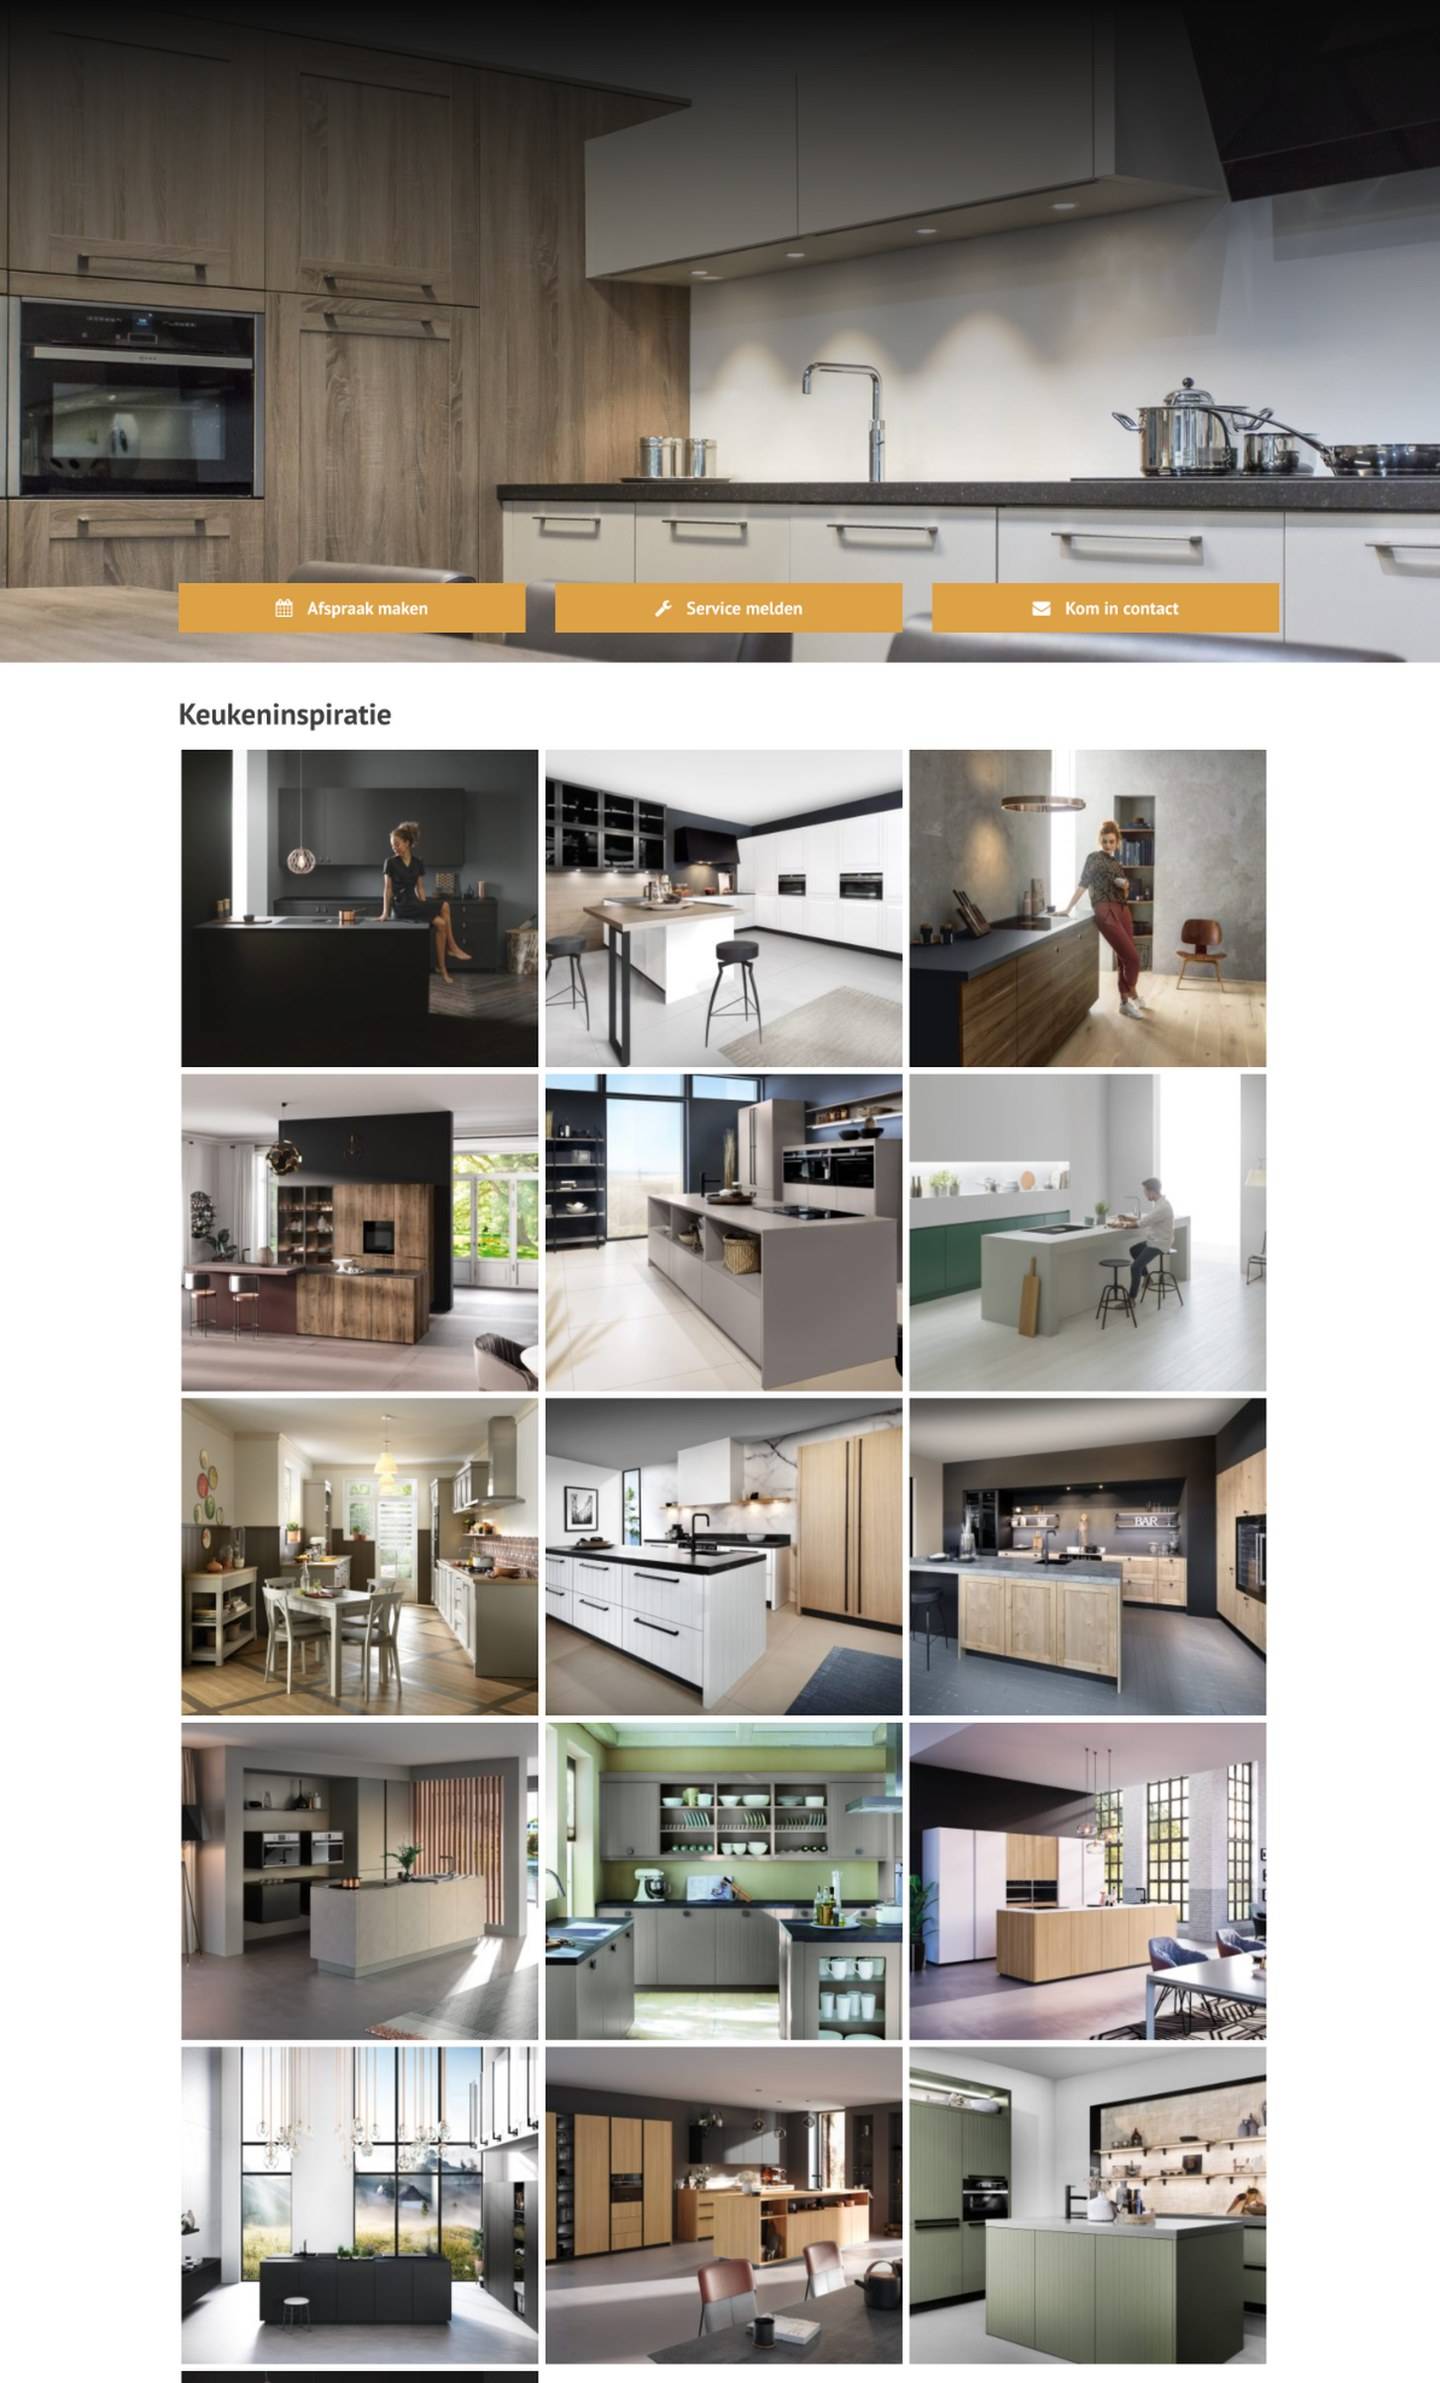 Afspraak maken
Service melden
Kom in contact
Keukeninspiratie
BAR